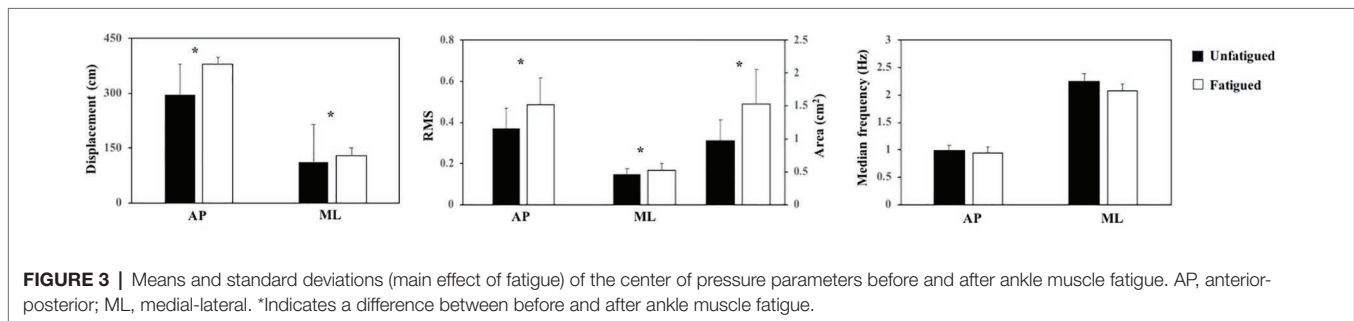 450
300
150
0
Displacement (cm)
*
*
AP
ML
0.8
0.6
0.4
0.2
0
RMS
*
*
*
AP
ML
2.5
2
1.5
1
0.5
0
Area (cm²)
3
2.5
2
1.5
1
0.5
0
Median frequency (Hz)
AP
ML
Unfatigued
Fatigued
FIGURE 3 | Means and standard deviations (main effect of fatigue) of the center of pressure parameters before and after ankle muscle fatigue. AP, anterior-
posterior; ML, medial-lateral. *Indicates a difference between before and after ankle muscle fatigue.